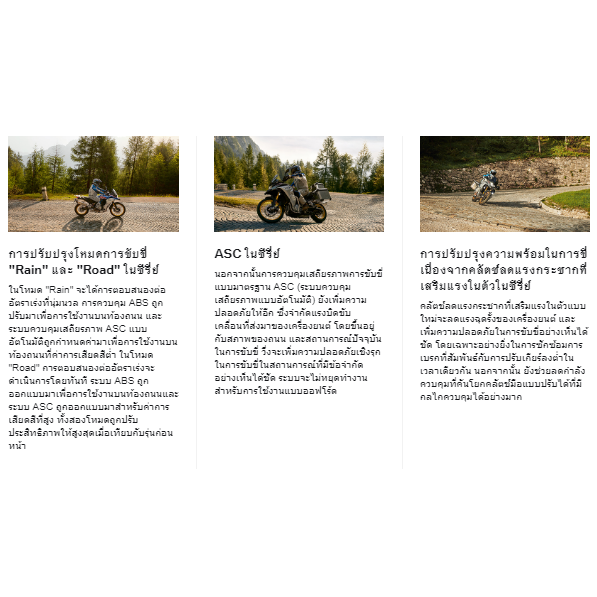 การปรับปรุงโหมดการขับขี่
"Rain" และ "Road" ในซีรี่ย์
ในโหมด "Rain" จะได้การตอบสนองต่อ
อัตราเร่งที่นุ่มนวล การควบคุม ABS ถูก
ปรับมาเพื่อการใช้งานบนท้องถนน และ
ระบบควบคุมเสถียรภาพ ASC แบบ
อัตโนมัติถูกกำหนดค่ามาเพื่อการใช้งานบน
ท้องถนนที่ค่าการเสียดสีต่ำ ในโหมด
"Road" การตอบสนองต่ออัตราเร่งจะ
ดำเนินการโดยทันที ระบบ ABS ถูก
ออกแบบมาเพื่อการใช้งานบนท้องถนนและ
ระบบ ASC ถูกออกแบบมาสำหรับค่าการ
เสียดสีที่สูง ทั้งสองโหมดถูกปรับ
ประสิทธิภาพให้สูงสุดเมื่อเทียบกับรุ่นก่อน
หน้า
ASC ในซีรี่ย์
นอกจากนั้นการควบคุมเสถียรภาพการขับขี่
แบบมาตรฐาน ASC (ระบบควบคุม
เสถียรภาพแบบอัตโนมัติ) ยังเพิ่มความ
ปลอดภัยให้อีก ซึ่งจำกัดแรงบิดขับ
เคลื่อนที่ส่งมาของเครื่องยนต์ โดยขึ้นอยู่
กับสภาพของถนน และสถานการณ์ปัจจุบัน
ในการขับขี่ วึ่งจะเพิ่มความปลอดภัยเชิงรุก
ในการขับขี่ในสถานการณ์ที่มีข้อจำกัด
อย่างเห็นได้ชัด ระบบจะไม่หยุดทำงาน
สำหรับการใช้งานแบบออฟโร้ด
การปรับปรุงความพร้อมในการขี่
เนื่องจากคลัตช์ลดแรงกระชากที่
เสริมแรงในตัวในซีรี่ย์
คลัตช์ลดแรงกระชากที่เสริมแรงในตัวแบบ
ใหม่จะลดแรงฉุดรั้งของเครื่องยนต์ และ
เพิ่มความปลอดภัยในการขับขี่อย่างเห็นได้
ชัด โดยเฉพาะอย่างยิ่งในการชักซ้อมการ
เบรกที่สัมพันธ์กับการปรับเกียร์ลงต่ำใน
เวลาเดียวกัน นอกจากนั้น ยังช่วยลดกำลัง
ควบคุมที่คันโยกคลัตช์มือแบบปรับได้ที่มี
กลไกควบคุมได้อย่างมาก